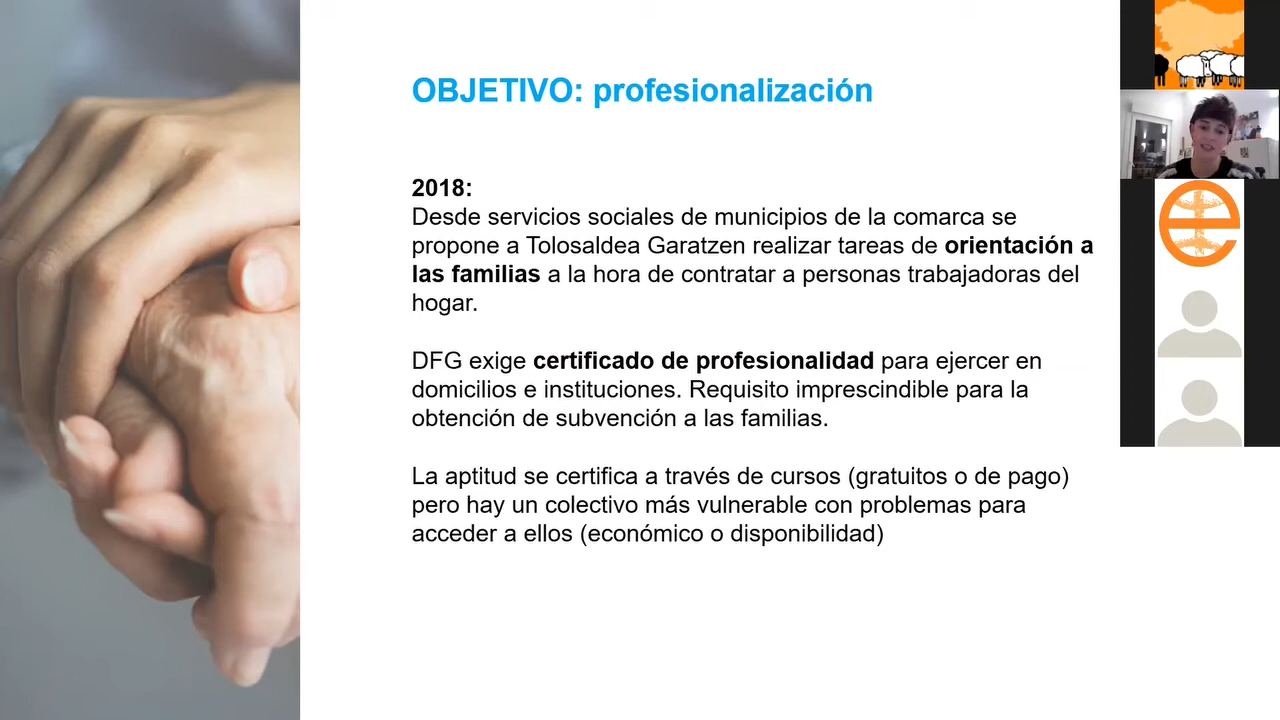 OBJETIVO: profesionalización
2018:
Desde servicios sociales de municipios de la comarca se
propone a Tolosaldea Garatzen realizar tareas de orientación a
las familias a la hora de contratar a personas trabajadoras del
hogar.
DFG exige certificado de profesionalidad para ejercer en
domicilios e instituciones. Requisito imprescindible para la
obtención de subvención a las familias.
La aptitud se certifica a través de cursos (gratuitos o de pago)
pero hay un colectivo más vulnerable con problemas para
acceder a ellos (económico o disponibilidad)